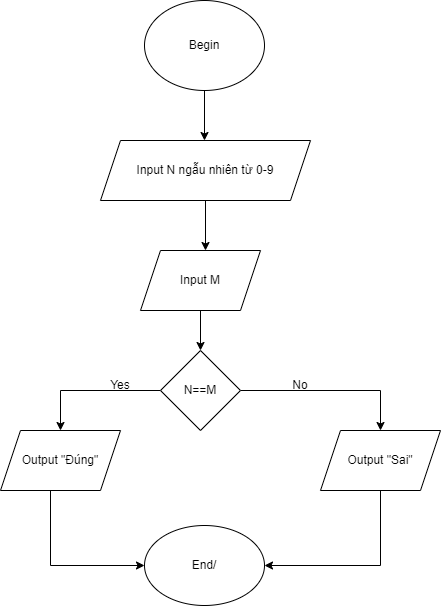 Begin
Input N ngẫu nhiên từ 0-9
Input M
N==M
Yes
No
Output "Đúng"
Output "Sai"
End/